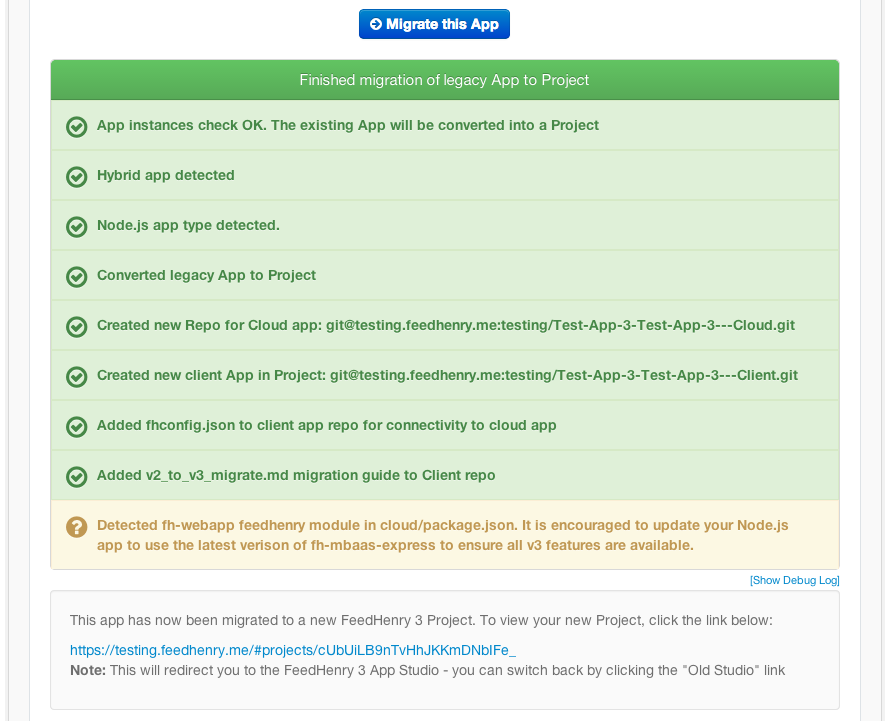 Migrate this App
Finished migration of legacy App to Project
App instances check OK. The existing App will be converted into a Project
Hybrid app detected
Node.js app type detected.
Converted legacy App to Project
Created new Repo for Cloud app: git@testing.feedhenry.me:testing/Test-App-3-Test-App-3---Cloud.git
Created new client App in Project: git@testing.feedhenry.me:testing/Test-App-3-Test-App-3---Client.git
Added fhconfig.json to client app repo for connectivity to cloud app
Added v2_to_v3_migrate.md migration guide to Client repo
Detected fh-webapp feedhenry module in cloud/package.json. It is encouraged to update your Node.js
app to use the latest verison of fh-mbaas-express to ensure all v3 features are available.
[Show Debug Log]
This app has now been migrated to a new FeedHenry 3 Project. To view your new Project, click the link below:
https://testing.feedhenry.me/#projects/cUbUiLB9nTvHhJKKmDNbIFe_
Note: This will redirect you to the FeedHenry 3 App Studio - you can switch back by clicking the "Old Studio" link